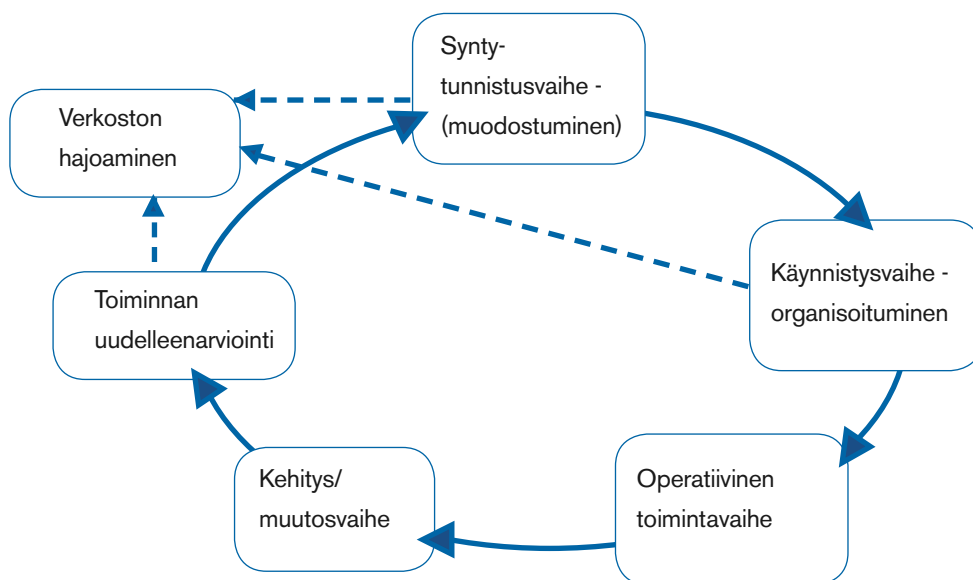 Synty-
tunnistusvaihe -
(muodostuminen)
Verkoston
hajoaminen
Käynnistysvaihe -
organisoituminen
Toiminnan
uudelleenarviointi
Kehitys/
muutosvaihe
Operatiivinen
toimintavaihe